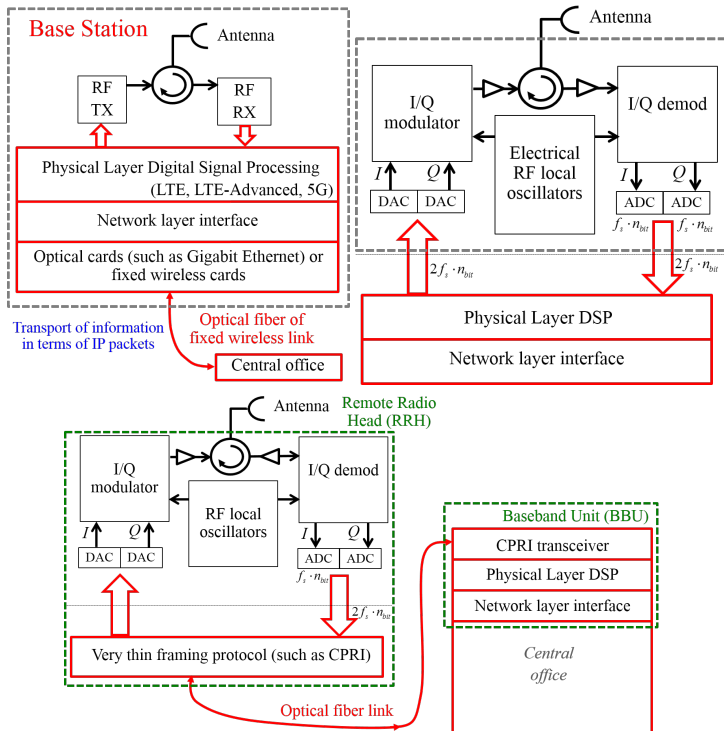 Base Station
Antenna
RF
TX
RF
RX
Physical Layer Digital Signal Processing
(LTE, LTE-Advanced, 5G)
Network layer interface
Optical cards (such as Gigabit Ethernet) or
fixed wireless cards
Transport of information
in terms of IP packets
Optical fiber of
fixed wireless link
Central office
Antenna
I/Q
modulator
I/Q demod
Electrical
RF local
oscillators
I
Q
I
Q
DAC
DAC
ADC
ADC
f_s · n_bit
f_s · n_bit
2f_s · n_bit
2f_s · n_bit
Physical Layer DSP
Network layer interface
Antenna
Remote Radio
Head (RRH)
I/Q
modulator
I/Q demod
RF local
oscillators
I
Q
I
Q
DAC
DAC
ADC
ADC
f_s · n_bit
2f_s · n_bit
Very thin framing protocol (such as CPRI)
Optical fiber link
Baseband Unit (BBU)
CPRI transceiver
Physical Layer DSP
Network layer interface
Central
office